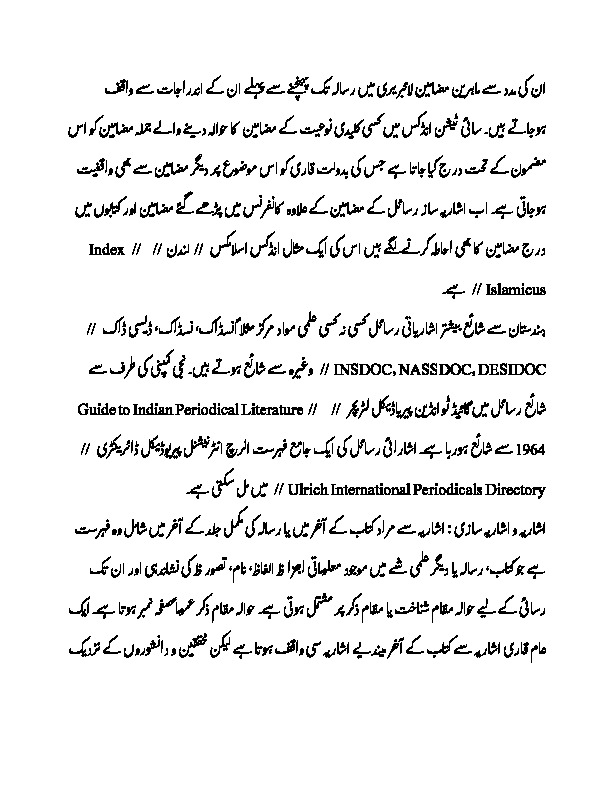 ان کی مدد سے ماہرین مضامین لائبریری میں رسالہ تک پہنچنے سے پہلے ان کے اندراجات سے واقف
ہوجاتے ہیں۔ سائی ٹیشن انڈکس میں کسی کلیدی نوعیت کے مضامین کا حوالہ دینے والے جملہ مضامین کو اس
مضمون کے تحت درج کیا جاتا ہے جس کی بدولت قاری کو اس موضوع پر دیگر مضامین سے بھی واقفیت
ہوجاتی ہے۔ اب اشاریہ ساز رسائل کے مضامین کے علاوہ کانفرنس میں پڑھے گئے مضامین اور کتابوں میں
درج مضامین کا بھی احاطہ کرنے لگے ہیں اس کی ایک مثال انڈکس اسلامکس // لندن // // Index
Islamicus // ہے۔
ہندستان سے شائع بیشتر اشاریاتی رسائل کسی نہ کسی علمی مواد مرکز مثلاً انسڈاک، نسڈاک، ڈیسی ڈاک //
INSDOC, NASSDOC, DESIDOC // وغیرہ سے شائع ہوتے ہیں۔ نجی کمپنی کی طرف سے
شائع رسائل میں گائیڈ ٹو انڈین پیریاڈیکل لٹریچر // // Guide to Indian Periodical Literature
1964 سے شائع ہورہا ہے۔ اشارائی رسائل کی ایک جامع فہرست الررچ انٹرنیشنل پیریوڈیکل ڈائریکٹری //
Ulrich International Periodicals Directory // میں مل سکتی ہے۔
اشاریہ و اشاریہ سازی : اشاریہ سے مراد کتاب کے آخر میں یا رسالہ کی مکمل جلد کے آخر میں شامل وہ فہرست
ہے جو کتاب، رسالہ یا دیگر علمی شے میں موجود معلوماتی اجزا ظ الفاظ، نام، تصور ظ کی نشاندہی اور ان تک
رسائی کے لیے حوالہ مقام شناخت یا مقام ذکر پر مشتمل ہوتی ہے۔ حوالہ مقام ذکر عمبا صفحہ نمبر ہوتا ہے۔ ایک
عام قاری اشاریہ سے کتاب کے آخر میندیے اشاریہ سی واقف ہوتا ہے لیکن محققین و دانشوروں کے نزدیک